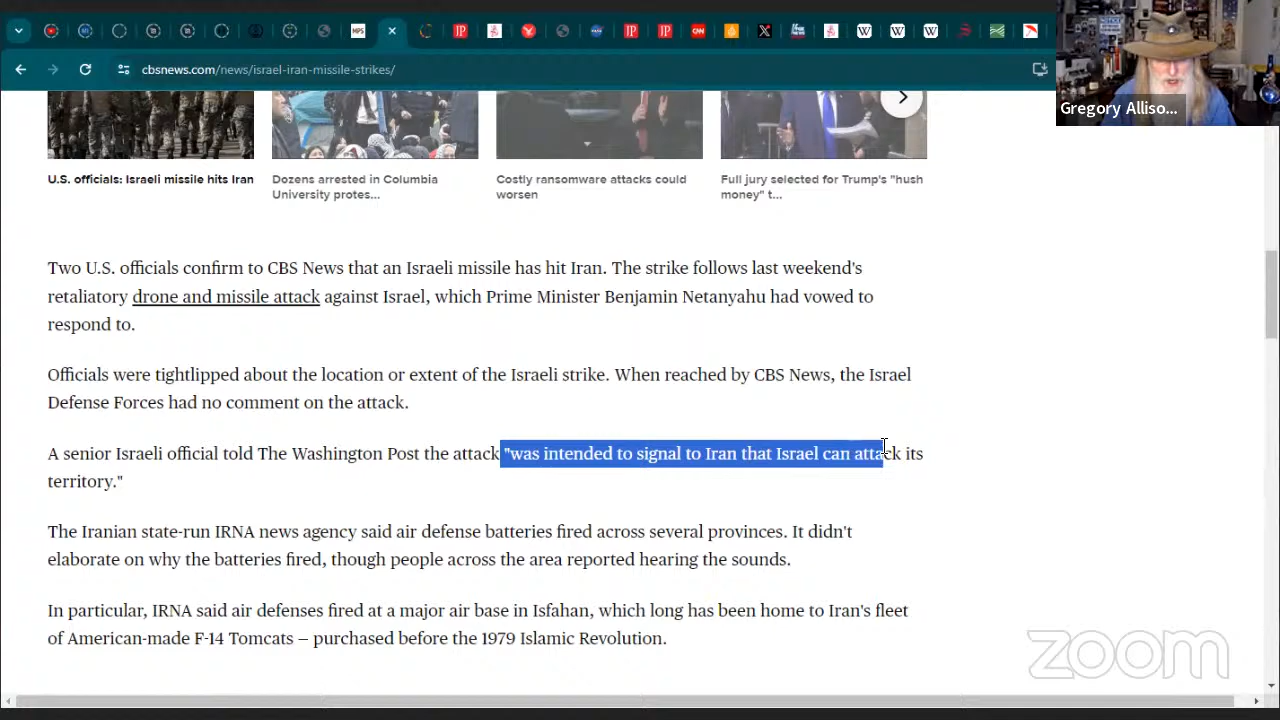 MPS
IP
IP
IP
CNN
X
W
W
W
cbsnews.com/news/israel-iran-missile-strikes/
Gregory Alliso...
U.S. officials: Israeli missile hits Iran
Dozens arrested in Columbia
University protes...
Costly ransomware attacks could
worsen
Full jury selected for Trump's "hush
money" t...
Two U.S. officials confirm to CBS News that an Israeli missile has hit Iran. The strike follows last weekend's
retaliatory drone and missile attack against Israel, which Prime Minister Benjamin Netanyahu had vowed to
respond to.
Officials were tightlipped about the location or extent of the Israeli strike. When reached by CBS News, the Israel
Defense Forces had no comment on the attack.
A senior Israeli official told The Washington Post the attack "was intended to signal to Iran that Israel can attack its
territory."
The Iranian state-run IRNA news agency said air defense batteries fired across several provinces. It didn't
elaborate on why the batteries fired, though people across the area reported hearing the sounds.
In particular, IRNA said air defenses fired at a major air base in Isfahan, which long has been home to Iran's fleet
of American-made F-14 Tomcats – purchased before the 1979 Islamic Revolution.
zoom